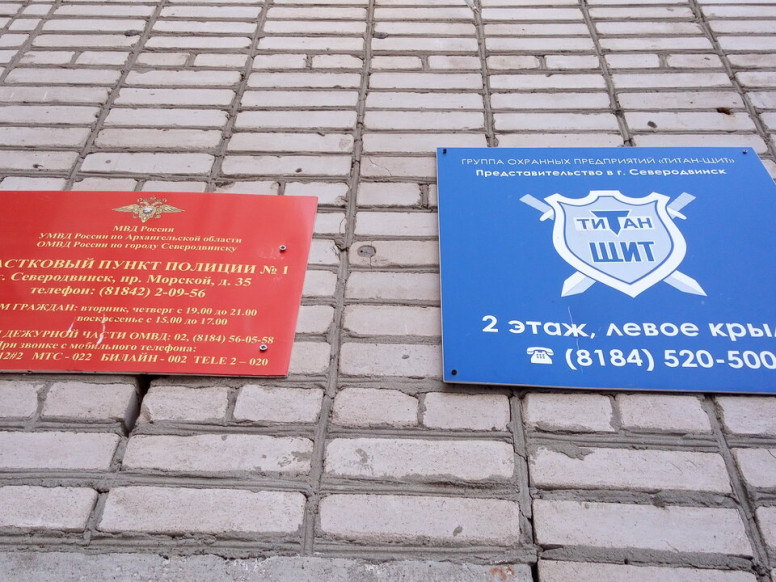 МВД России
УМВД России по Архангельской области
ОМВД России по городу Северодвинску
АСТКОВЫЙ ПУНКТ ПОЛИЦИИ № 1
г. Северодвинск, пр. Морской, д. 35
телефон: (81842) 2-09-56
М ГРАЖДАН: вторник, четверг с 19.00 до 21.00
воскресенье с 15.00 до 17.00
ДЕЖУРНОЙ ЧАСТИ ОМВД: 02, (8184) 56-05-58
При звонке с мобильного телефона:
МТС - 022 БИЛАЙН - 002 TELE 2 – 020
ГРУППА ОХРАННЫХ ПРЕДПРИЯТИЙ «ТИТАН-ЩИТ»
Представительство в г. Северодвинск
ТИТАН
ЩИТ
2 этаж, левое кры
☎ (8184) 520-500